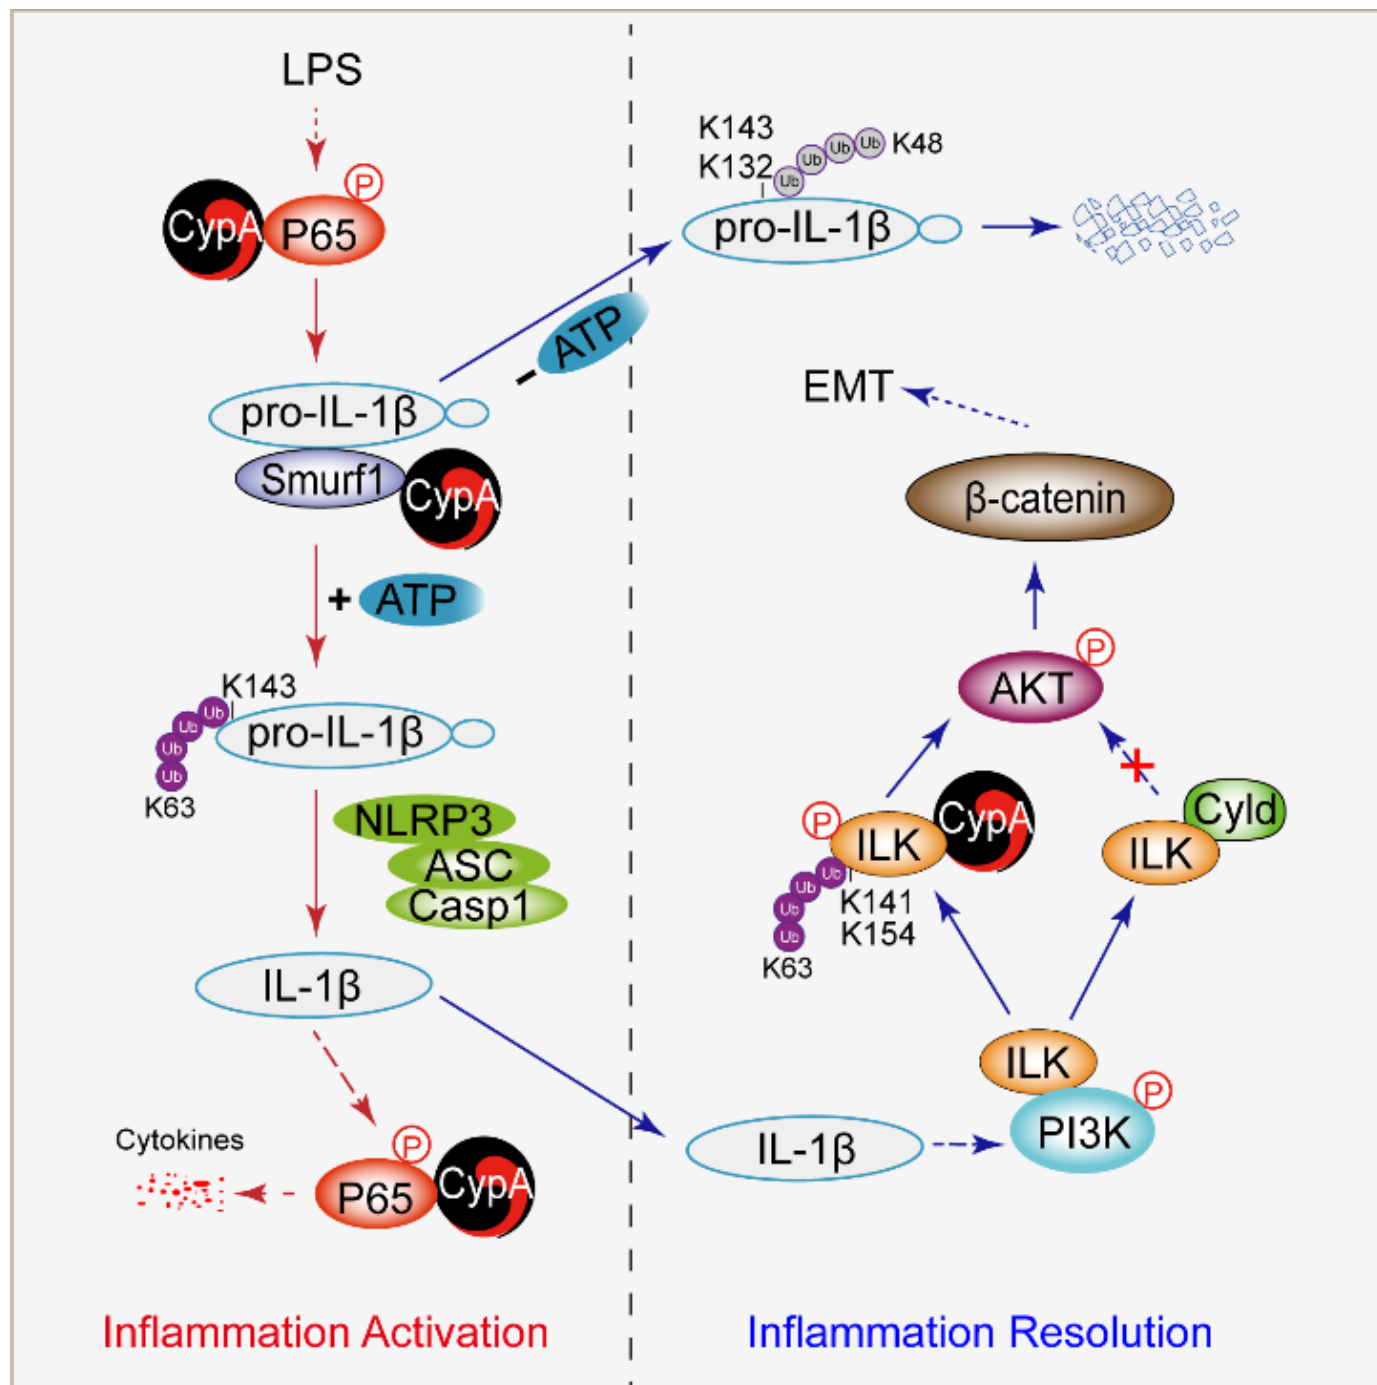 LPS
P
CypA
P65
pro-IL-1β
Smurf1
CypA
+
ATP
K143
Ub
Ub
Ub
Ub
K63
pro-IL-1β
NLRP3
ASC
Casp1
IL-1β
Cytokines
P
P65
CypA
Inflammation Activation
- ATP
K143
K132
Ub
Ub
Ub
Ub
K48
pro-IL-1β
EMT
β-catenin
P
AKT
P
ILK
CypA
Cyld
ILK
Ub
Ub
Ub
Ub
K141
K154
K63
ILK
P
PI3K
IL-1β
Inflammation Resolution